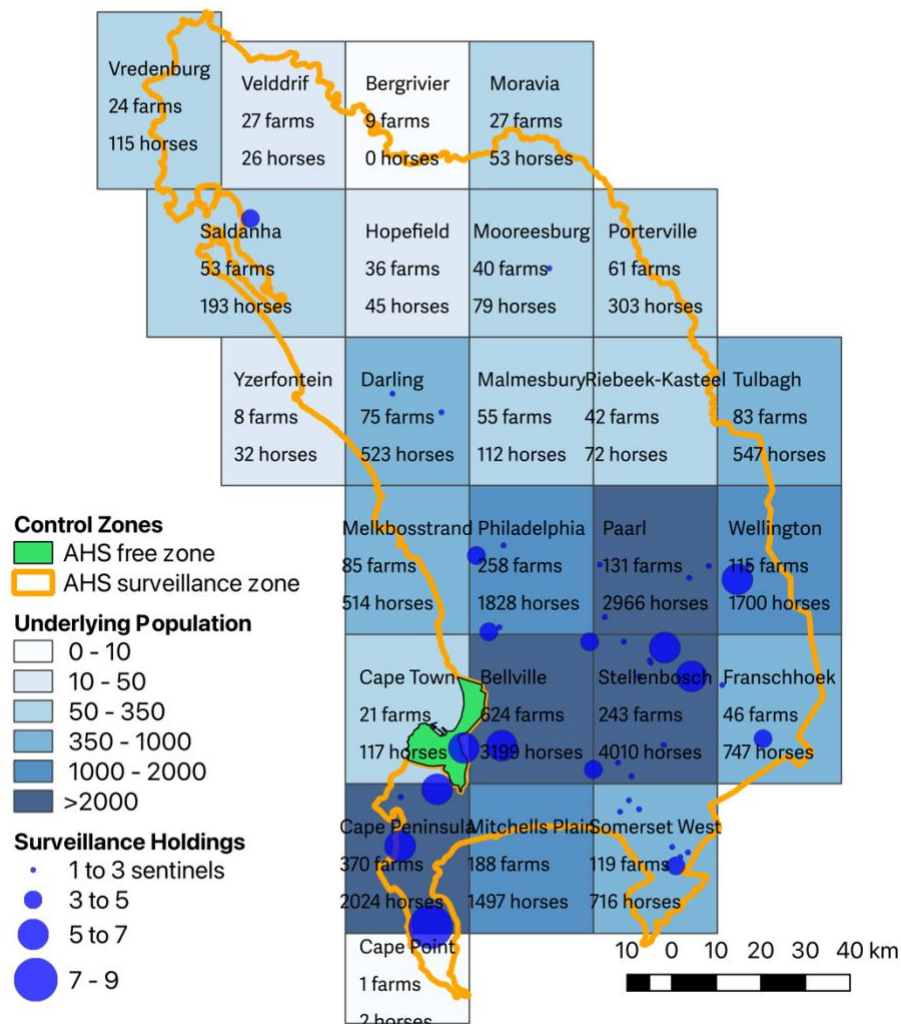 Vredenburg
24 farms
115 horses
Velddrif
27 farms
26 horses
Bergrivier
9 farms
0 horses
Moravia
27 farms
53 horses
Saldanha
53 farms
193 horses
Hopefield
36 farms
45 horses
Mooreesburg
40 farms
79 horses
Porterville
61 farms
303 horses
Yzerfontein
8 farms
32 horses
Darling
75 farms
523 horses
Malmesbury
55 farms
112 horses
Riebeek-Kasteel
42 farms
72 horses
Tulbagh
83 farms
547 horses
Melkbosstrand
85 farms
514 horses
Philadelphia
258 farms
1828 horses
Paarl
131 farms
2966 horses
Wellington
115 farms
1700 horses
Cape Town
21 farms
117 horses
Bellville
624 farms
3199 horses
Stellenbosch
243 farms
4010 horses
Franschhoek
46 farms
747 horses
Cape Peninsula
370 farms
2024 horses
Mitchells Plain
188 farms
1497 horses
Somerset West
119 farms
716 horses
Cape Point
1 farms
2 horses
Control Zones
AHS free zone
AHS surveillance zone
Underlying Population
0 - 10
10 - 50
50 - 350
350 - 1000
1000 - 2000
>2000
Surveillance Holdings
1 to 3 sentinels
3 to 5
5 to 7
7 - 9
10 0 10 20 30 40 km